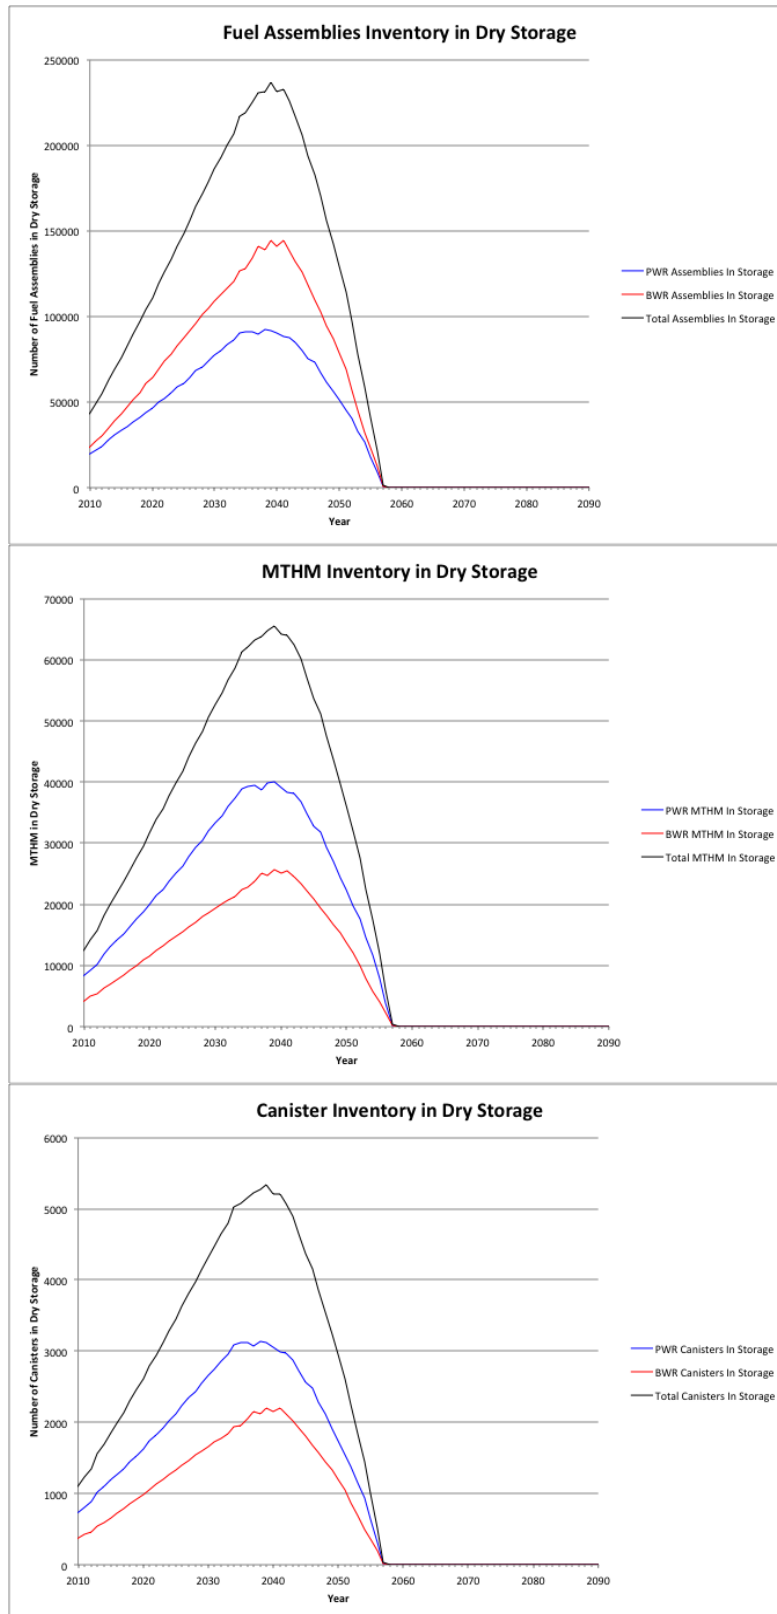 Fuel Assemblies Inventory in Dry Storage
250000
200000
150000
100000
50000
0
Number of Fuel Assemblies in Dry Storage
2010 2020 2030 2040 2050 2060 2070 2080 2090
Year
PWR Assemblies In Storage
BWR Assemblies In Storage
Total Assemblies In Storage
MTHM Inventory in Dry Storage
70000
60000
50000
40000
30000
20000
10000
0
MTHM in Dry Storage
2010 2020 2030 2040 2050 2060 2070 2080 2090
Year
PWR MTHM In Storage
BWR MTHM In Storage
Total MTHM In Storage
Canister Inventory in Dry Storage
6000
5000
4000
3000
2000
1000
0
Number of Canisters in Dry Storage
2010 2020 2030 2040 2050 2060 2070 2080 2090
Year
PWR Canisters In Storage
BWR Canisters In Storage
Total Canisters In Storage